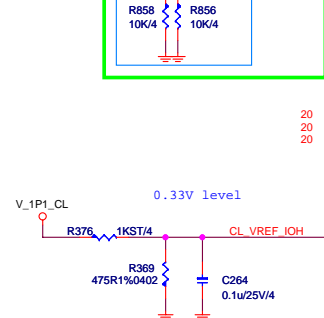 R858 R856
10K/4 10K/4
20
20
20
0.33V level
V_1P1_CL
R376 1KST/4 CL_VREF_IOH
R369
475R1%0402
C264
0.1u/25V/4